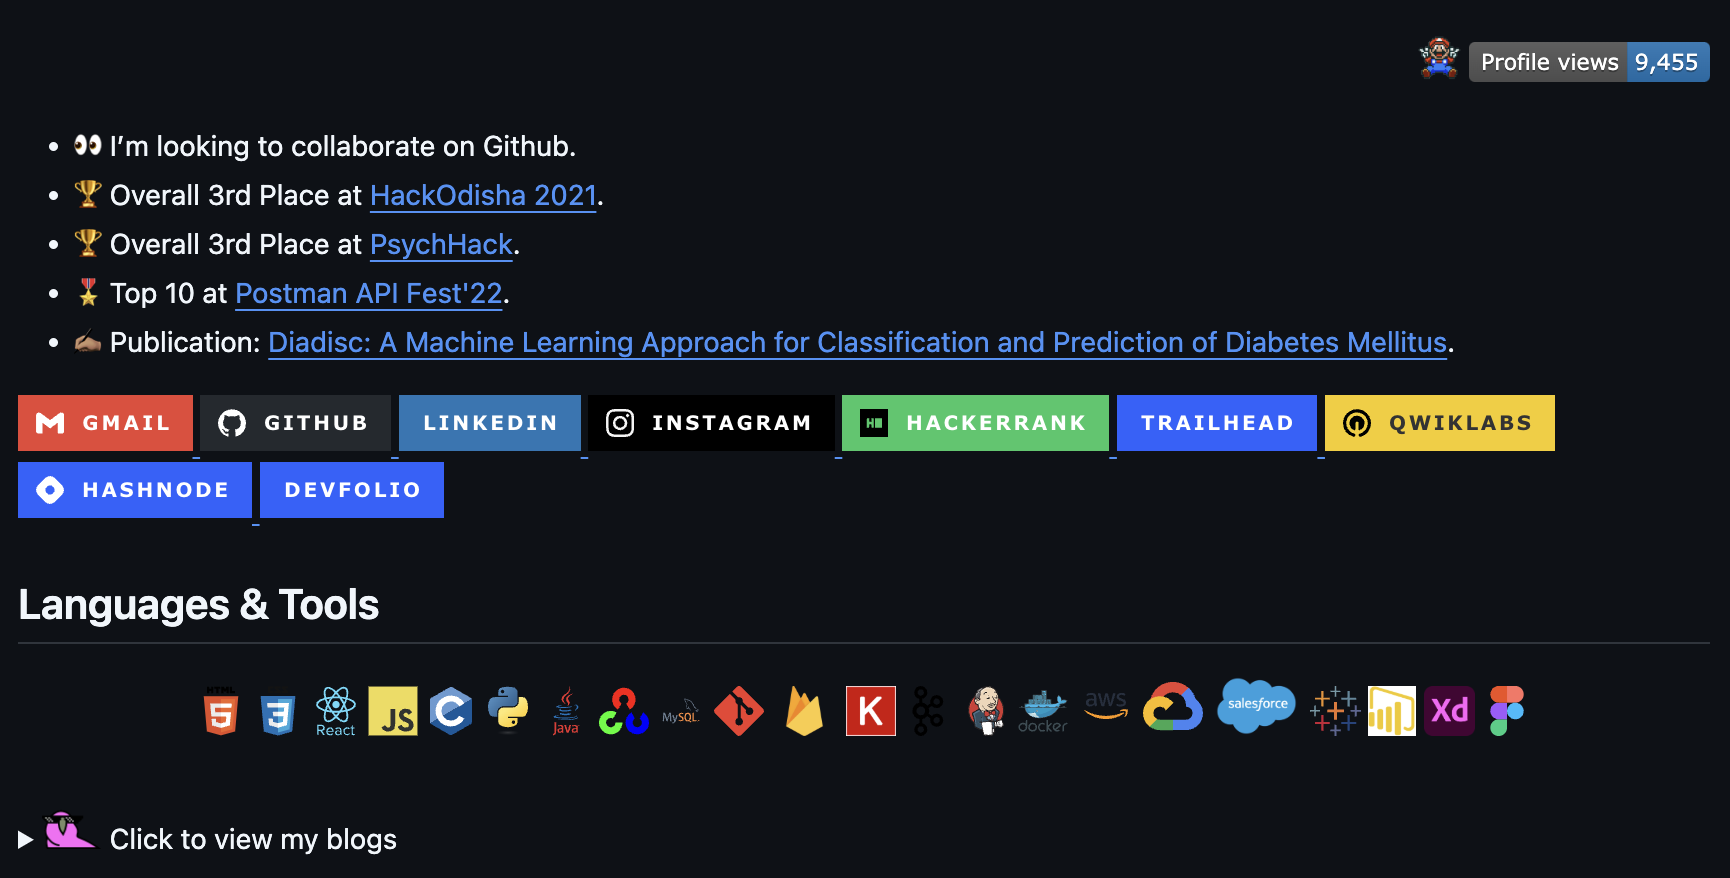 Profile views 9,455
I’m looking to collaborate on Github.
Overall 3rd Place at HackOdisha 2021.
Overall 3rd Place at PsychHack.
Top 10 at Postman API Fest'22.
Publication: Diadisc: A Machine Learning Approach for Classification and Prediction of Diabetes Mellitus.
GMAIL GITHUB LINKEDIN INSTAGRAM HACKERRANK TRAILHEAD QWIKLABS
HASHNODE DEVFOLIO
Languages & Tools
HTML 5 3 React JS C Java MySQL K docker aws salesforce Xd
Click to view my blogs